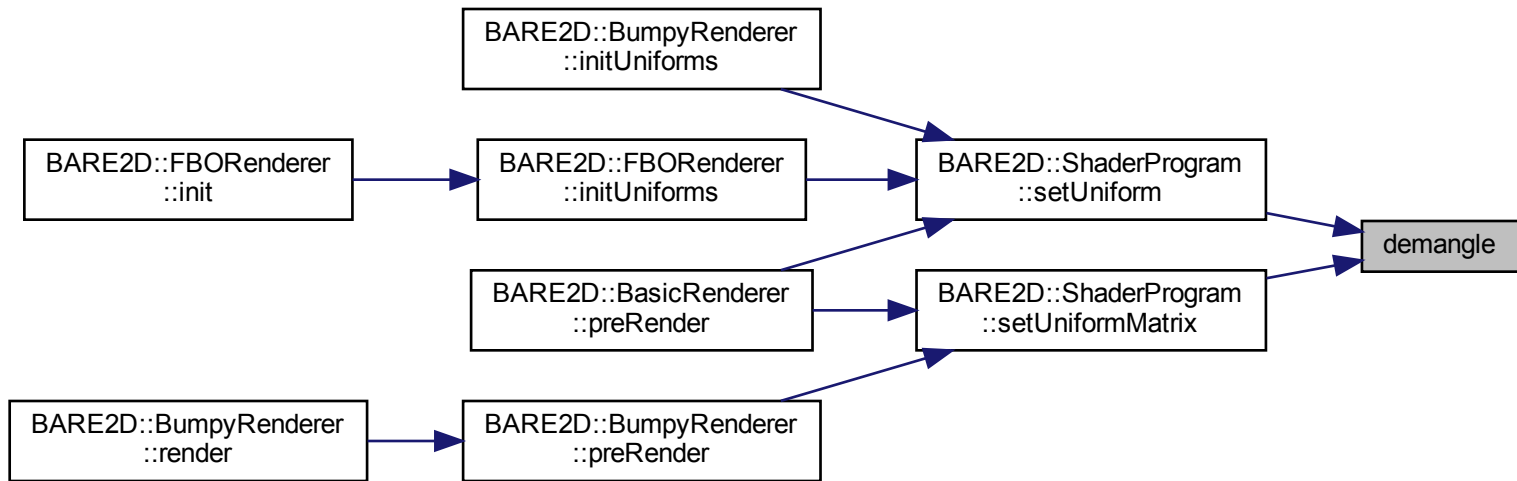 BARE2D::BumpyRenderer
::initUniforms
BARE2D::FBORenderer
::init
BARE2D::FBORenderer
::initUniforms
BARE2D::ShaderProgram
::setUniform
demangle
BARE2D::BasicRenderer
::preRender
BARE2D::ShaderProgram
::setUniformMatrix
BARE2D::BumpyRenderer
::render
BARE2D::BumpyRenderer
::preRender